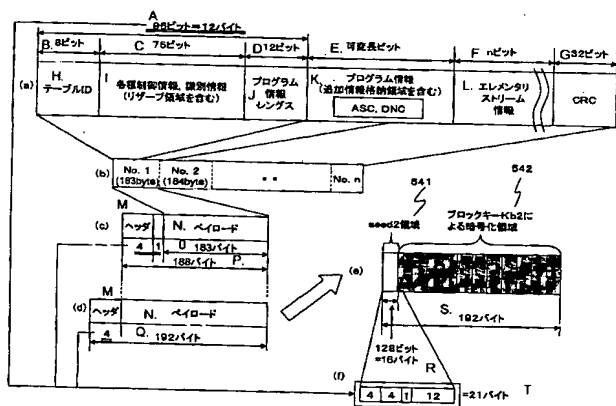 A
96ビット=12バイト
B. 8ビット
C 76ビット
D 12ビット
E. 可変長ビット
F nビット
G 32ビット
(a)
H. テーブルID
I 各種制御情報、識別情報
(リザーブ領域を含む)
プログラム
J 情報
レングス
K. プログラム情報
(追加情報格納領域を含む)
ASC, DNC
L. エレメンタリ
ストリーム
情報
CRC
(b)
No. 1
(183byte)
No. 2
(184byte)
‥
No. n
M
(c)
ヘッダ
N. ペイロード
4
1
O 183バイト
188バイト P.
M
(d)
ヘッダ
N. ペイロード
4
Q.
192バイト
541
542
seed2領域
ブロックキーKb2に
よる暗号化領域
(e)
S.
192バイト
128ビット
=16バイト
R
(f)
4
4
1
12
=21バイト
T